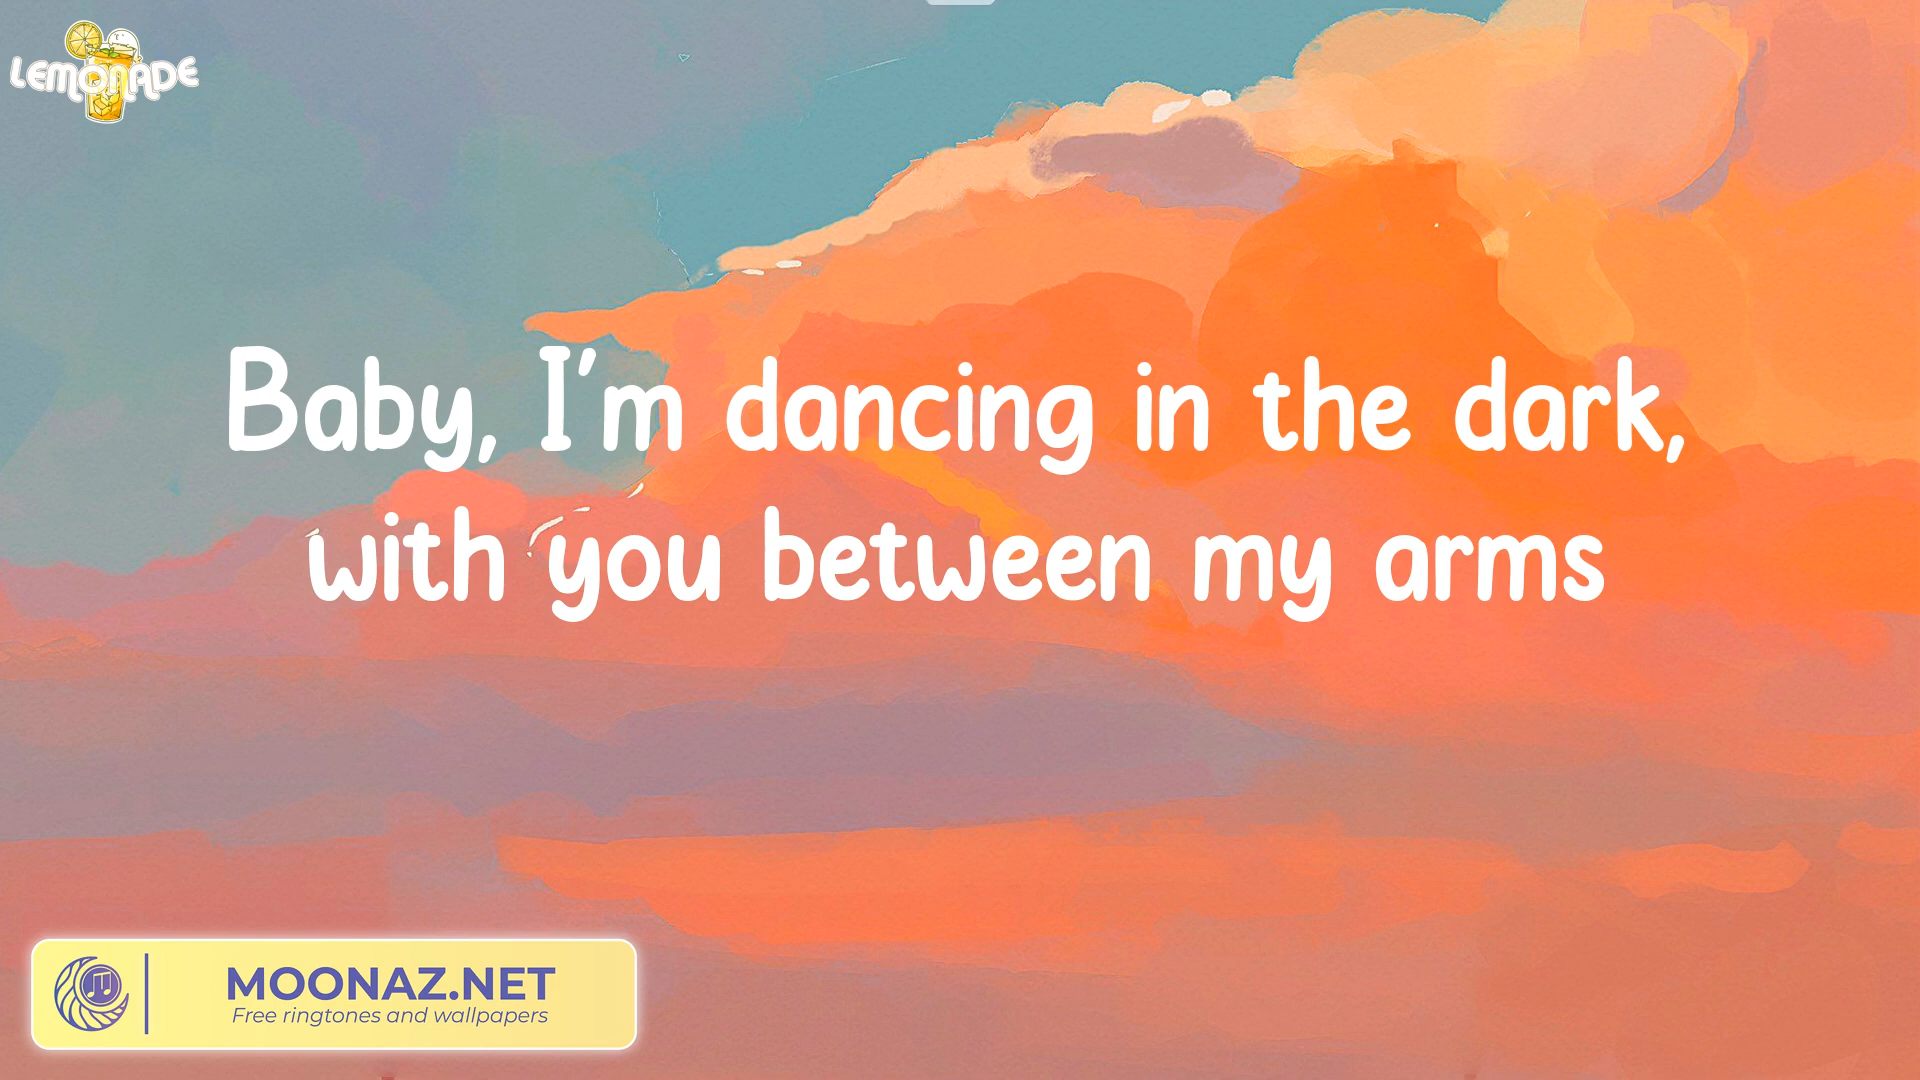 LEMONADE
Baby, I'm dancing in the dark,
with you between my arms
MOONAZ.NET
Free ringtones and wallpapers